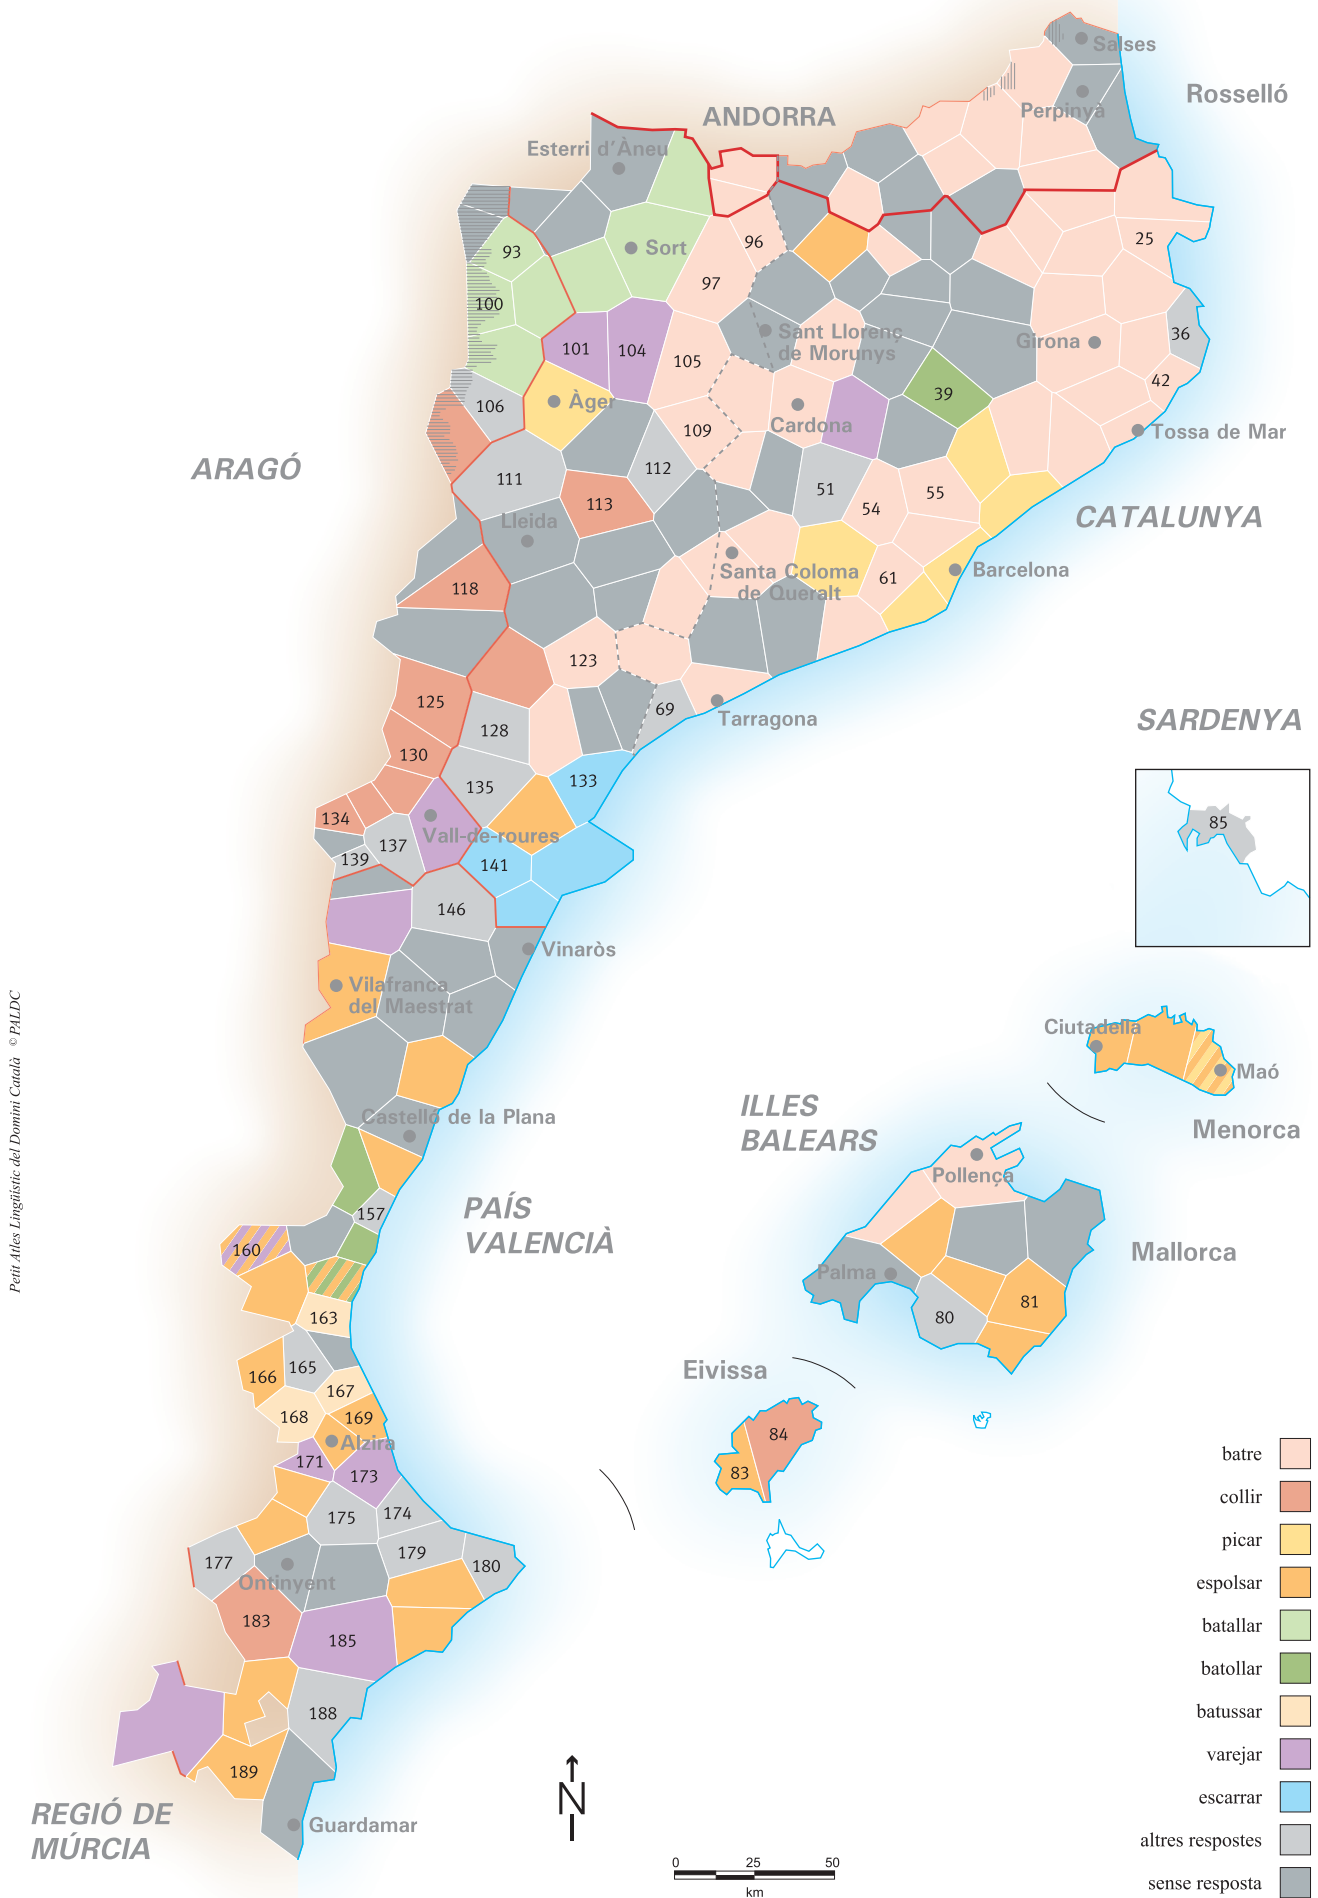 Salses
Rosselló
ANDORRA
Perpinyà
Esterri d'Àneu
Sort
93
96
25
97
100
101
104
105
Sant Llorenç
de Morunys
Girona
36
42
39
106
Àger
109
Cardona
Tossa de Mar
ARAGÓ
111
112
51
54
55
CATALUNYA
113
Lleida
Santa Coloma
de Queralt
61
Barcelona
118
123
125
128
69
Tarragona
SARDENYA
130
135
133
134
Vall-de-roures
85
137
139
141
146
Vinaròs
Vilafranca
del Maestrat
Ciutadella
Maó
Menorca
ILLES
BALEARS
Castelló de la Plana
Pollença
157
PAÍS
VALENCIÀ
160
Mallorca
Palma
81
80
163
165
166
167
168
169
Alzira
Eivissa
84
83
171
173
175
174
177
179
180
Ontinyent
183
185
188
189
Guardamar
REGIÓ DE
MÚRCIA
N
0 25 50
km
batre
collir
picar
espolsar
batallar
batollar
batussar
varejar
escarrar
altres respostes
sense resposta
Petit Atles Lingüístic del Domini Català © PALDC